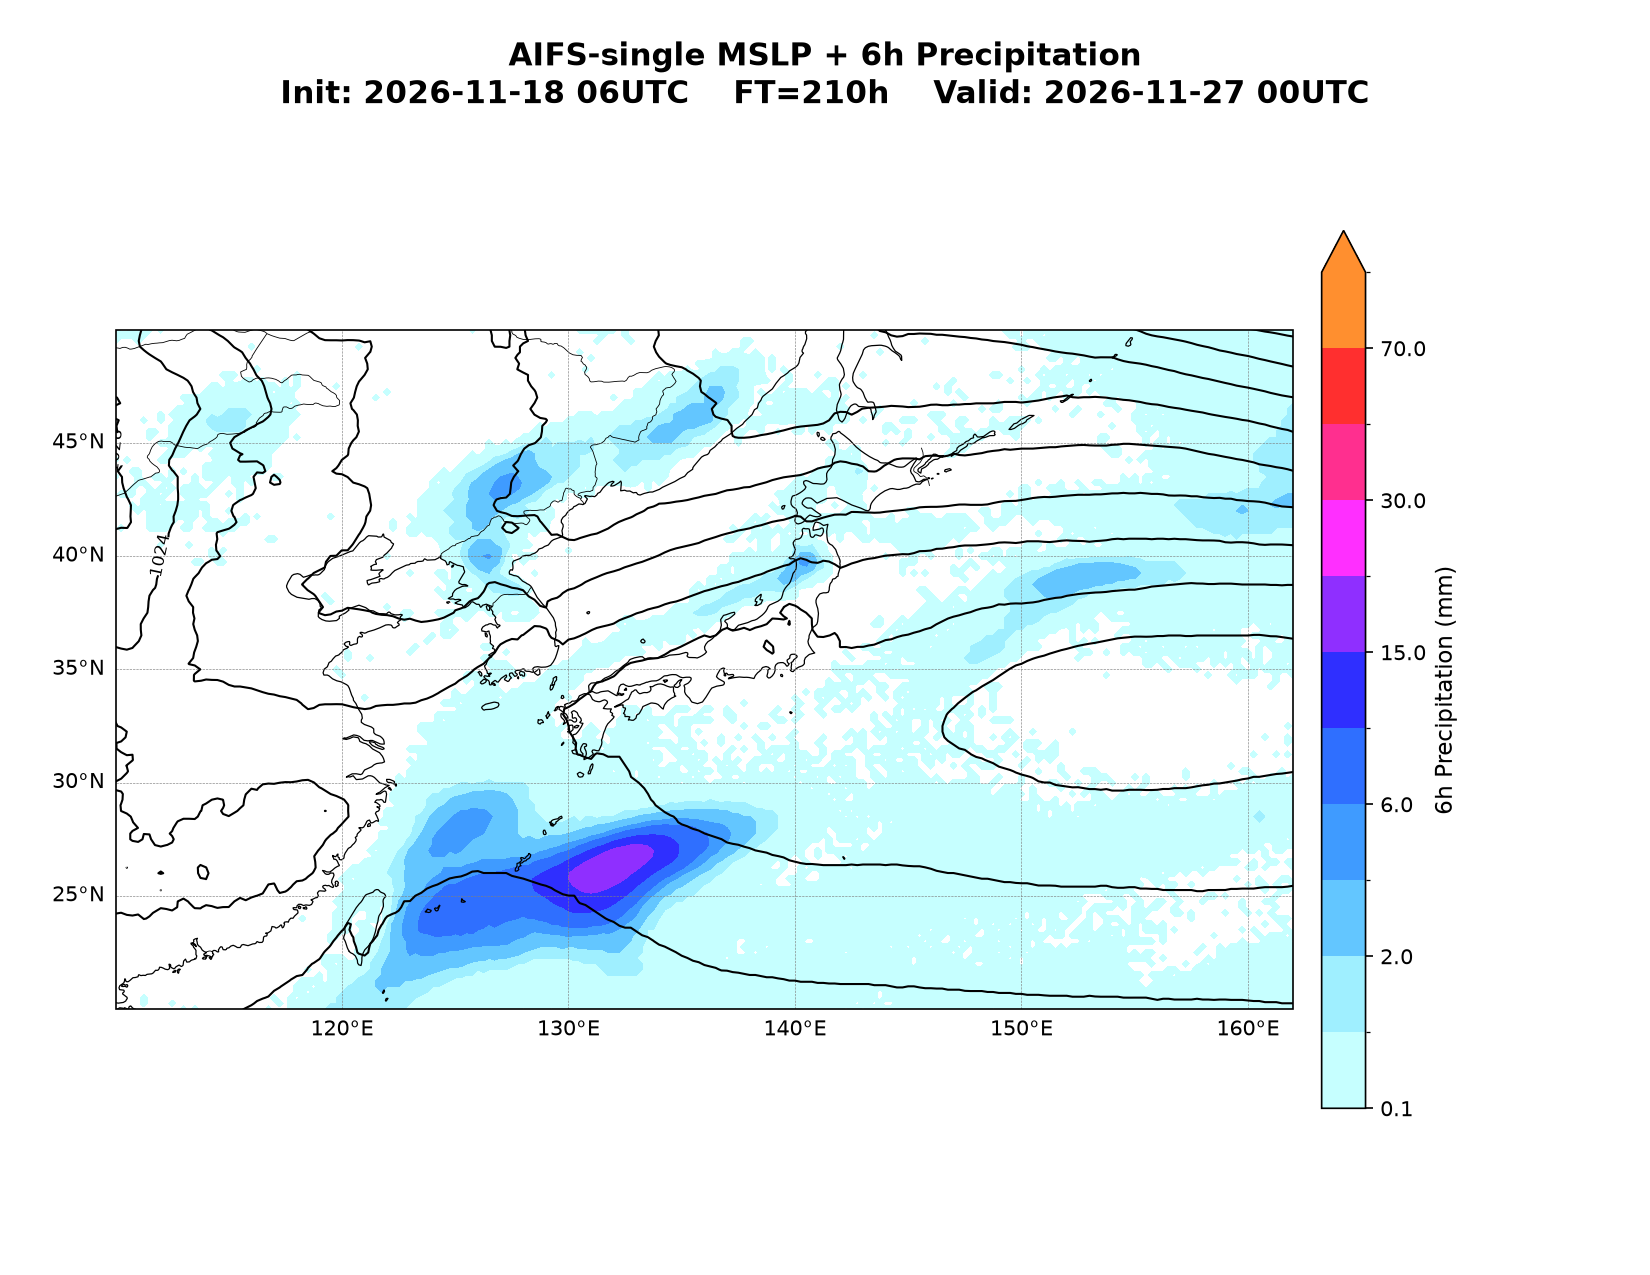 AIFS-single MSLP + 6h Precipitation
Init: 2026-11-18 06UTC    FT=210h    Valid: 2026-11-27 00UTC
45°N
40°N
35°N
30°N
25°N
120°E
130°E
140°E
150°E
160°E
1024
70.0
30.0
15.0
6.0
2.0
0.1
6h Precipitation (mm)